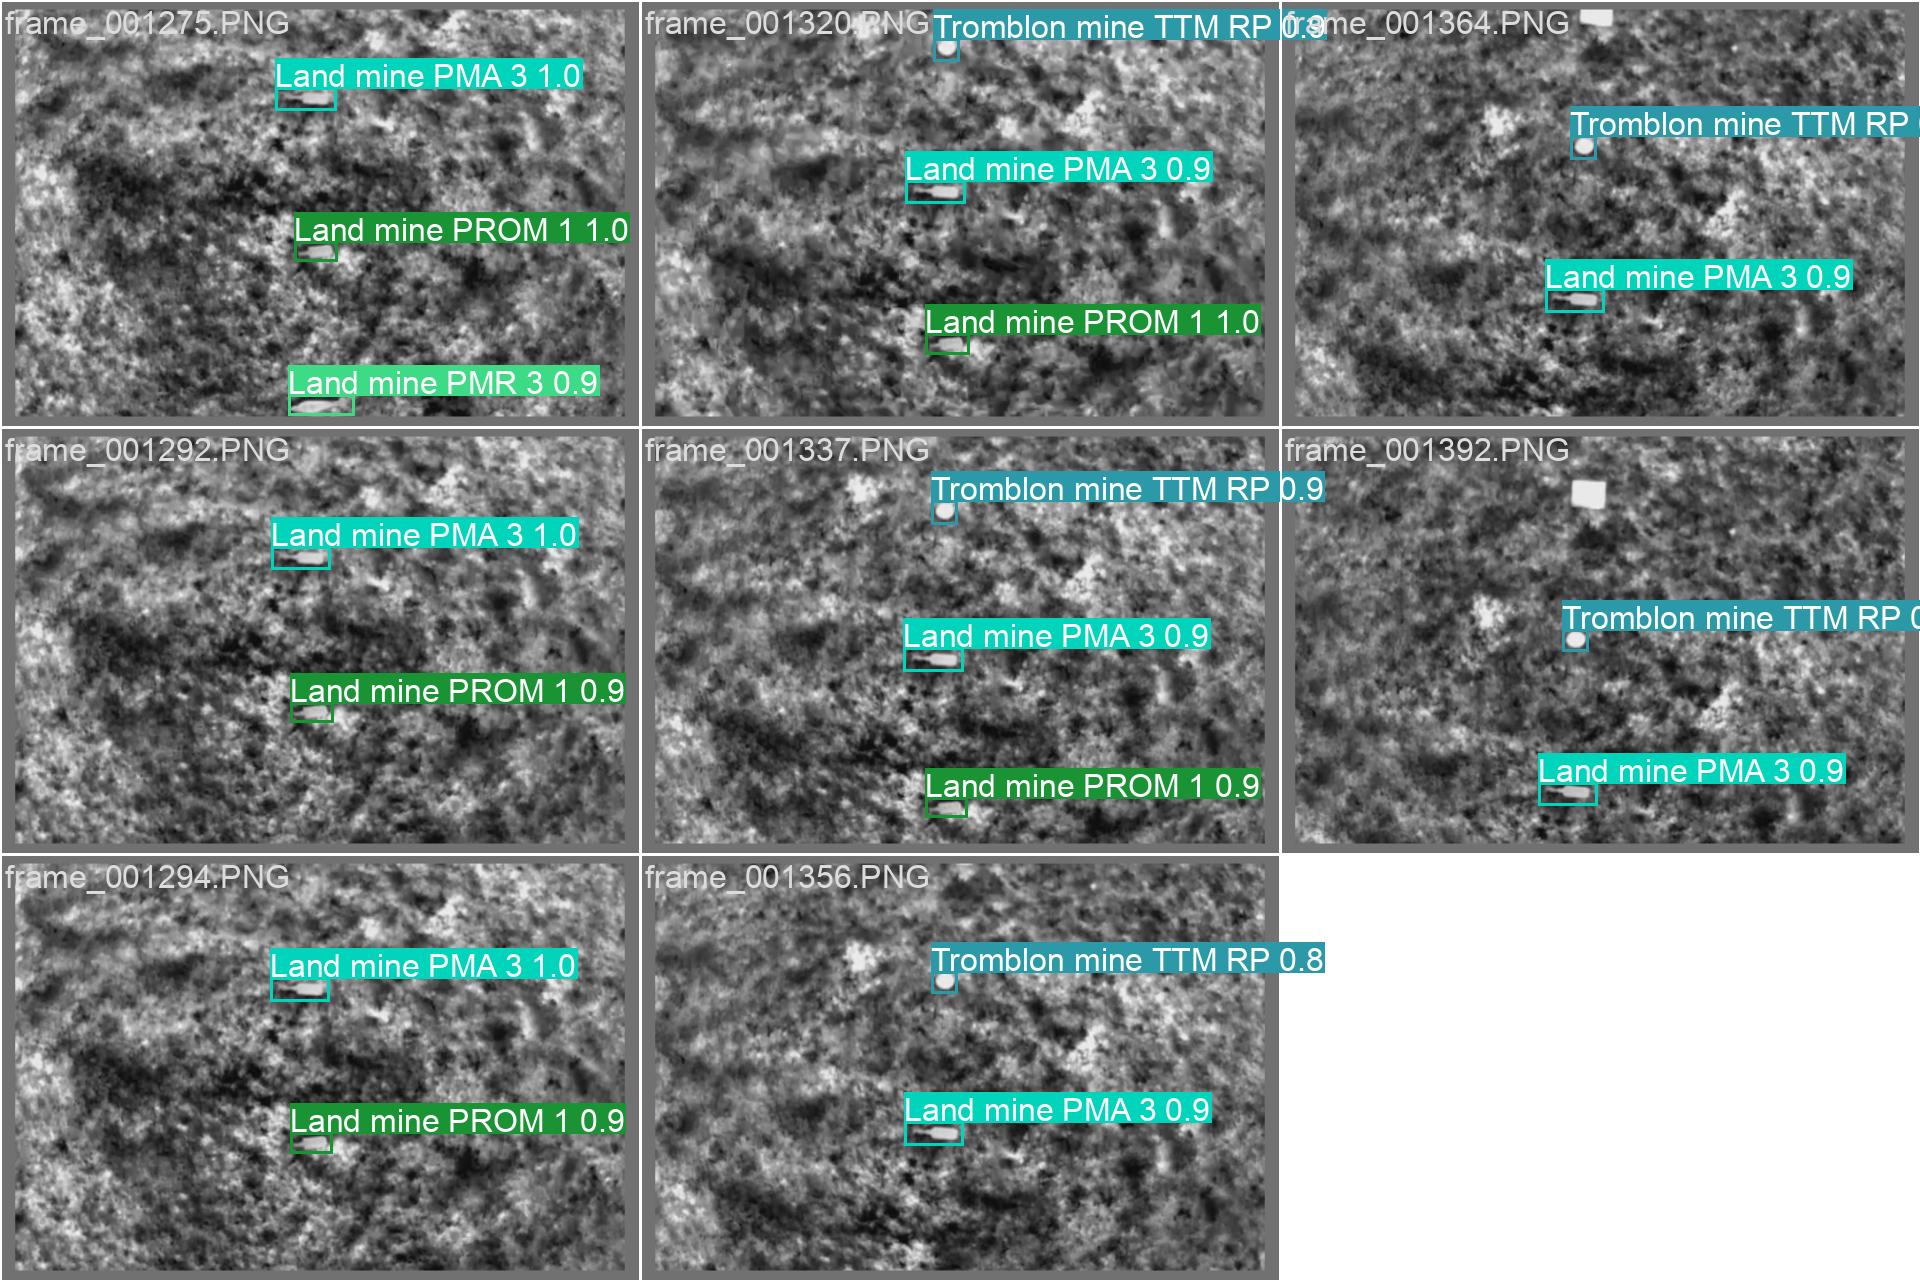 frame_001275.PNG
Land mine PMA 3 1.0
Land mine PROM 1 1.0
Land mine PMR 3 0.9
frame_001320.PNG
Tromblon mine TTM RP 0.9
Land mine PMA 3 0.9
Land mine PROM 1 1.0
frame_001364.PNG
Tromblon mine TTM RP
Land mine PMA 3 0.9
frame_001292.PNG
Land mine PMA 3 1.0
Land mine PROM 1 0.9
frame_001337.PNG
Tromblon mine TTM RP 0.9
Land mine PMA 3 0.9
Land mine PROM 1 0.9
frame_001392.PNG
Tromblon mine TTM RP
Land mine PMA 3 0.9
frame_001294.PNG
Land mine PMA 3 1.0
Land mine PROM 1 0.9
frame_001356.PNG
Tromblon mine TTM RP 0.8
Land mine PMA 3 0.9